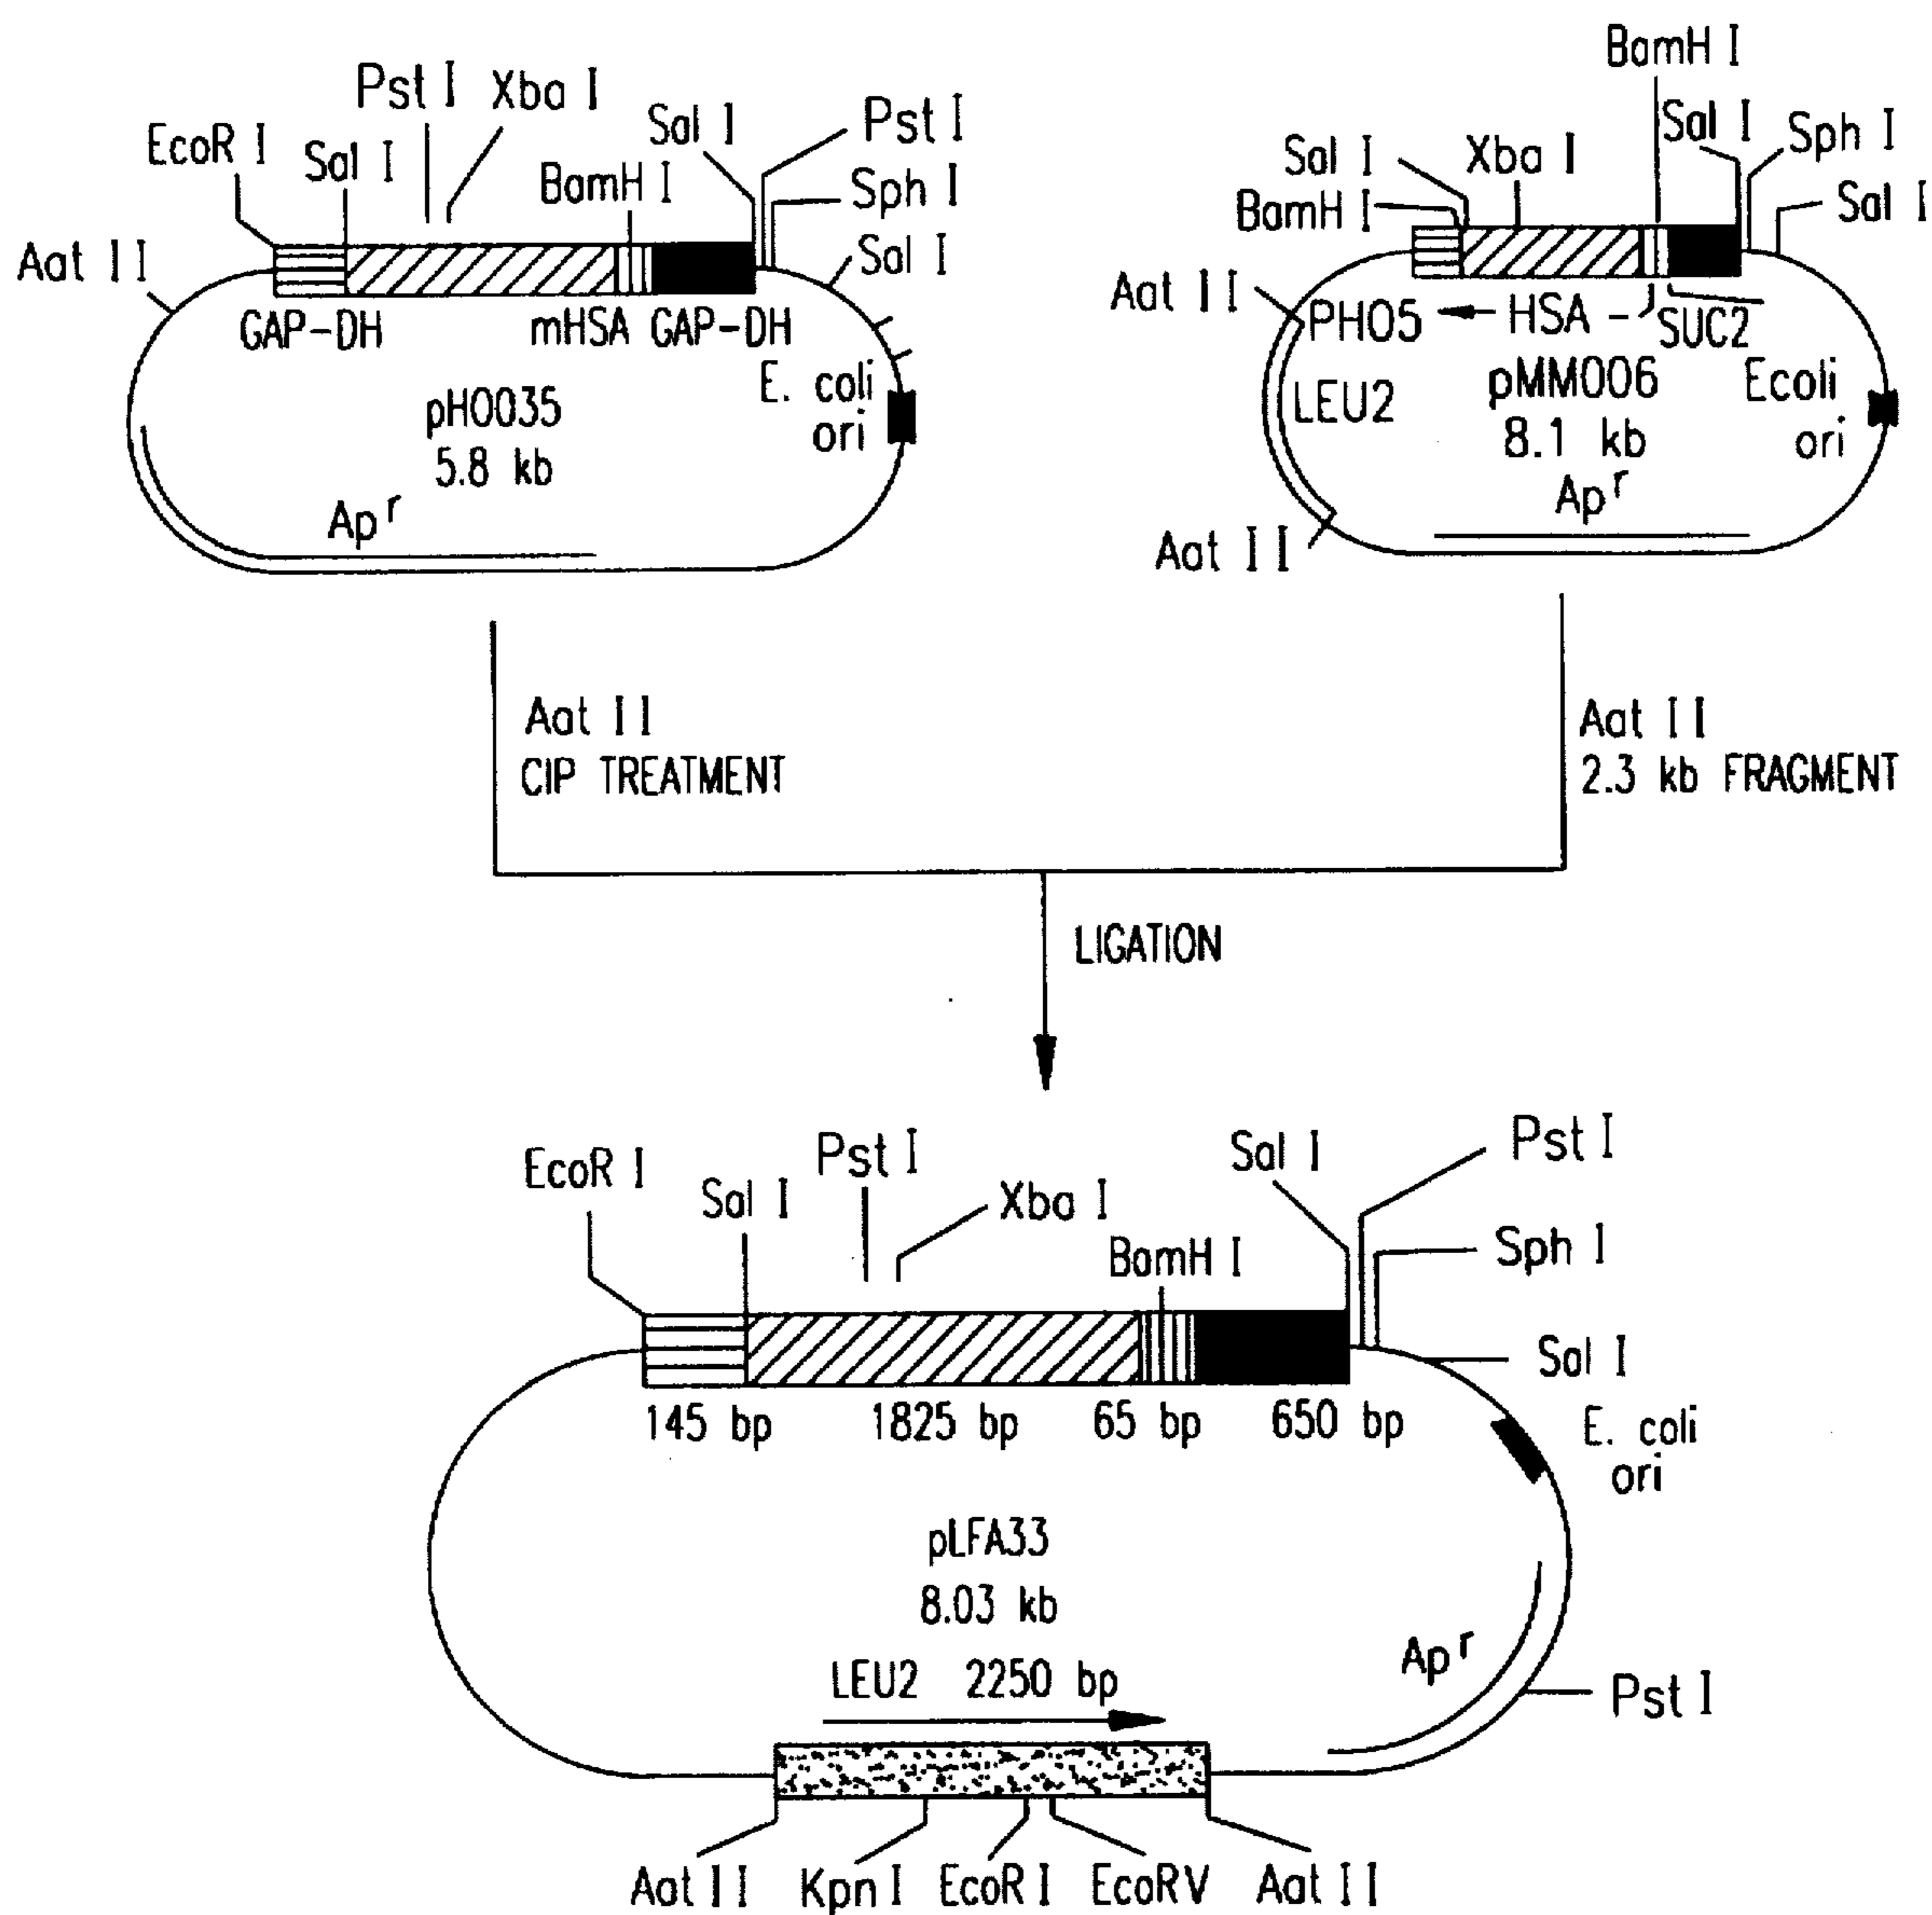 EcoR I
Sal I
Pst I
Xba I
BamH I
Sal I
Pst I
Sph I
Sal I
Aat II
GAP-DH
mHSA
GAP-DH
pHO035
5.8 kb
E. coli
ori
Ap r
BamH I
Sal I
Xba I
Sal I
Sph I
BamH I
Sal I
Aat II
PHO5
HSA
SUC2
LEU2
pMM006
8.1 kb
Ecoli
ori
Ap r
Aat II
Aat II
CIP TREATMENT
Aat II
2.3 kb FRAGMENT
LIGATION
EcoR I
Sal I
Pst I
Xba I
BamH I
Sal I
Pst I
Sph I
Sal I
145 bp
1825 bp
65 bp
650 bp
E. coli
ori
pLFA33
8.03 kb
LEU2 2250 bp
Ap r
Pst I
Aat II
Kpn I
EcoR I
EcoRV
Aat II